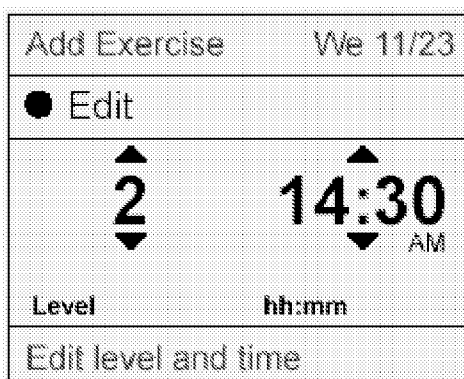 Add Exercise We 11/23
Edit
2 14:30
AM
Level hh:mm
Edit level and time